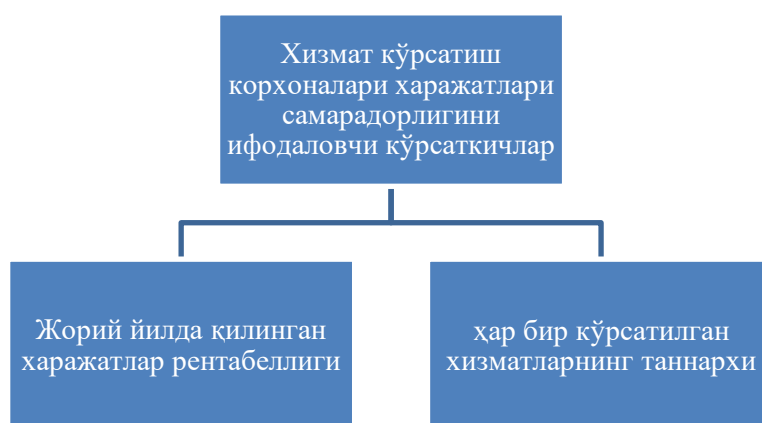 Хизмат кўрсатиш
корхоналари харажатлари
самарадорлигини
ифодаловчи кўрсаткичлар
Жорий йилда қилинган
харажатлар рентабеллиги
ҳар бир кўрсатилган
хизматларнинг таннархи